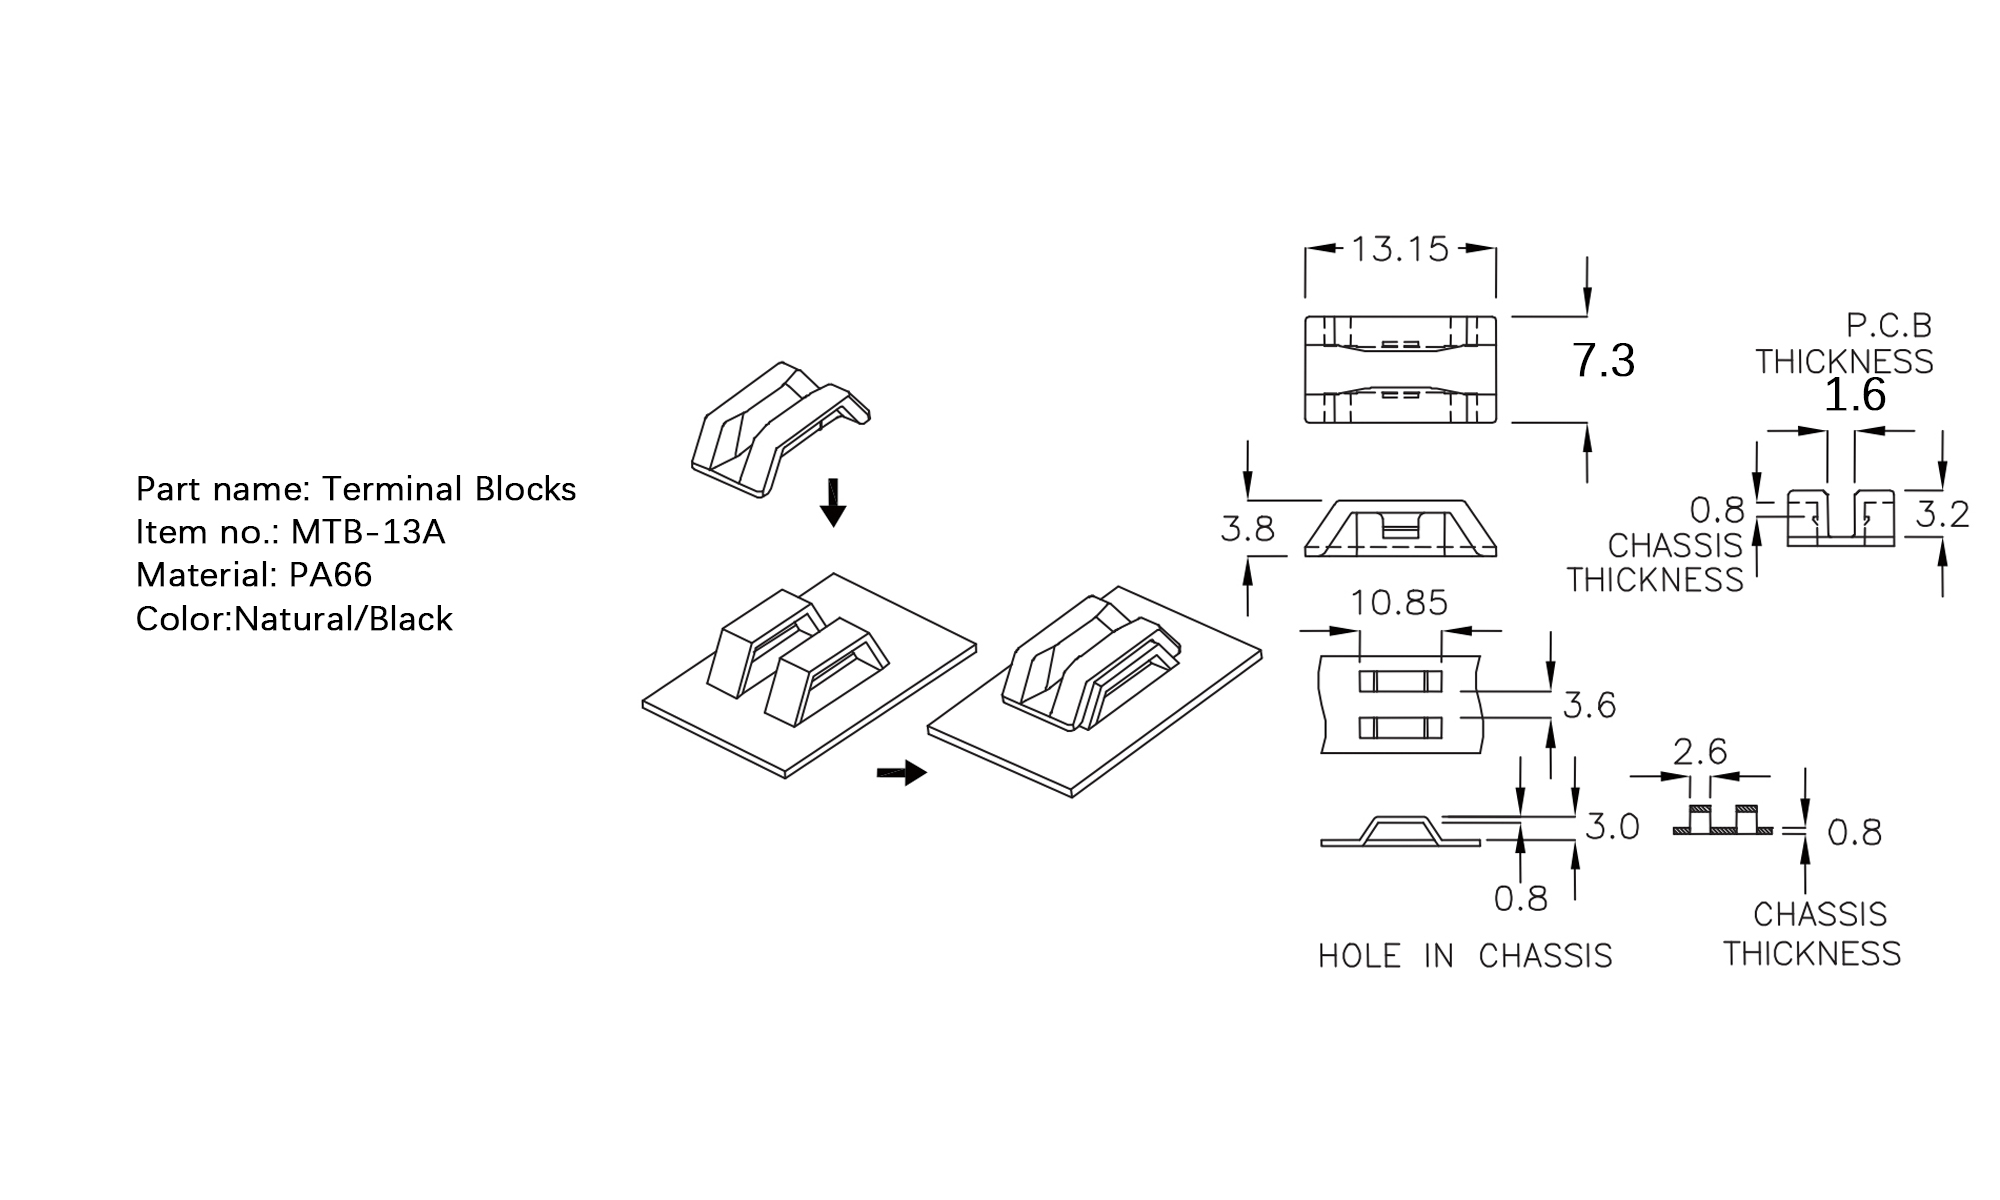 Part name: Terminal Blocks
Item no.: MTB-13A
Material: PA66
Color:Natural/Black
13.15
7.3
P.C.B
THICKNESS
1.6
3.8
0.8
CHASSIS
THICKNESS
3.2
10.85
3.6
2.6
3.0
0.8
0.8
HOLE IN CHASSIS
CHASSIS
THICKNESS